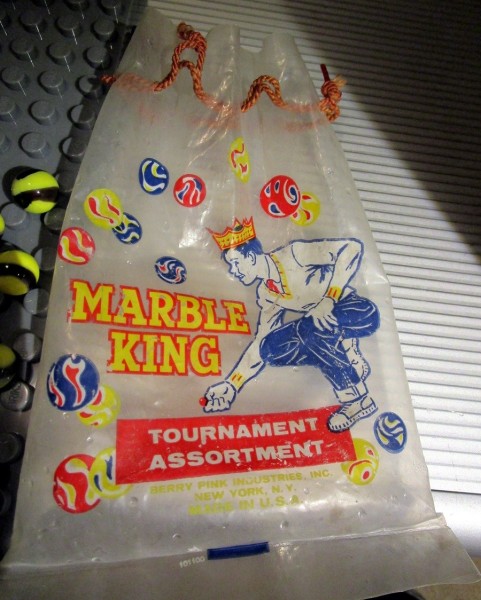 MARBLE
KING
TOURNAMENT
ASSORTMENT
BERRY PINK INDUSTRIES, INC.
NEW YORK, N. Y.
MADE IN U.S.A.